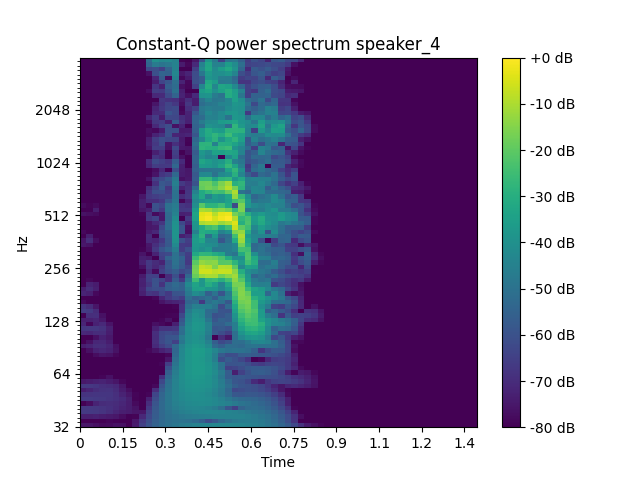 Constant-Q power spectrum speaker_4
Hz
2048
1024
512
256
128
64
32
0 0.15 0.3 0.45 0.6 0.75 0.9 1.1 1.2 1.4
Time
+0 dB
-10 dB
-20 dB
-30 dB
-40 dB
-50 dB
-60 dB
-70 dB
-80 dB